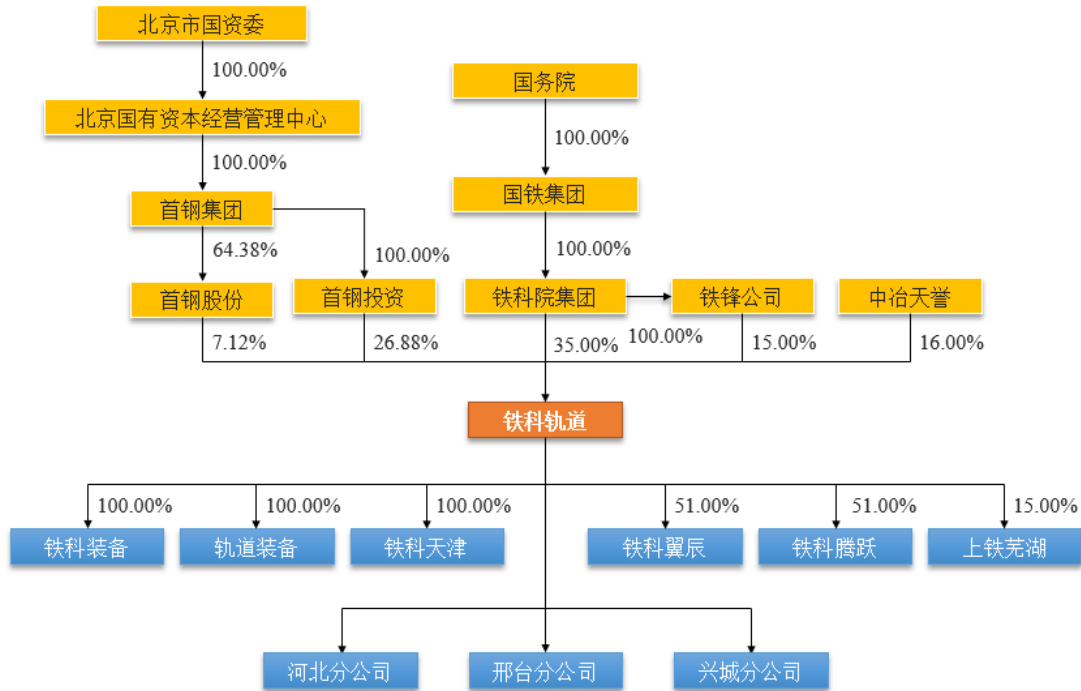 北京市国资委
100.00%
国务院
北京国有资本经营管理中心
100.00%
100.00%
首钢集团
国铁集团
64.38%
100.00%
100.00%
首钢股份
首钢投资
铁科院集团
铁锋公司
中冶天誉
7.12%
26.88%
35.00%
100.00%
15.00%
16.00%
铁科轨道
100.00%
100.00%
100.00%
51.00%
51.00%
15.00%
铁科装备
轨道装备
铁科天津
铁科翼辰
铁科腾跃
上铁芜湖
河北分公司
邢台分公司
兴城分公司